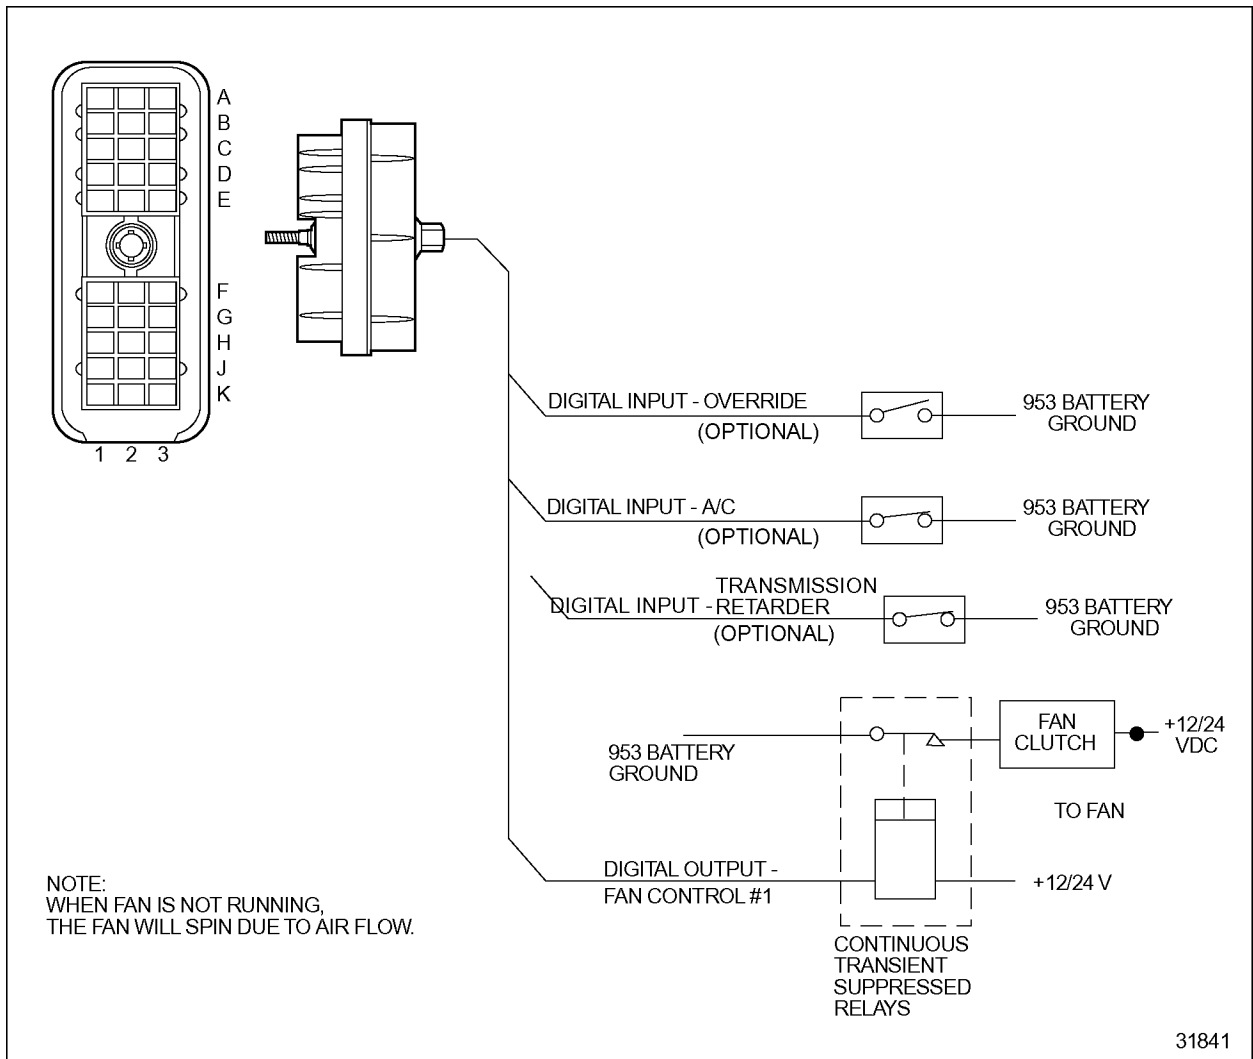 A
B
C
D
E
F
G
H
J
K
1 2 3
DIGITAL INPUT - OVERRIDE
(OPTIONAL)
953 BATTERY
GROUND
DIGITAL INPUT - A/C
(OPTIONAL)
953 BATTERY
GROUND
DIGITAL INPUT - TRANSMISSION
RETARDER
(OPTIONAL)
953 BATTERY
GROUND
953 BATTERY
GROUND
FAN
CLUTCH
+12/24
VDC
TO FAN
DIGITAL OUTPUT -
FAN CONTROL #1
+12/24 V
CONTINUOUS
TRANSIENT
SUPPRESSED
RELAYS
NOTE:
WHEN FAN IS NOT RUNNING,
THE FAN WILL SPIN DUE TO AIR FLOW.
31841